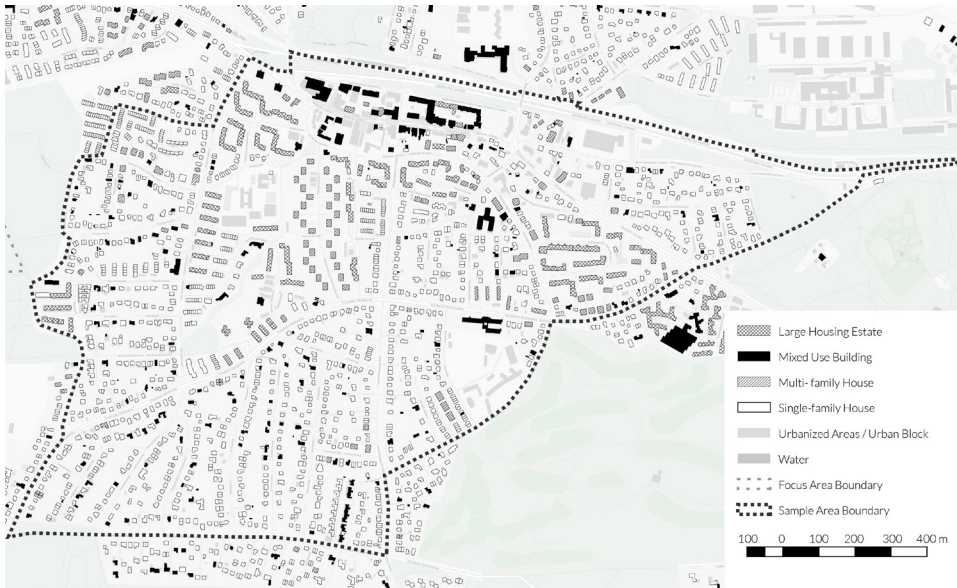 Large Housing Estate
Mixed Use Building
Multi- family House
Single-family House
Urbanized Areas / Urban Block
Water
Focus Area Boundary
Sample Area Boundary
100 0 100 200 300 400 m